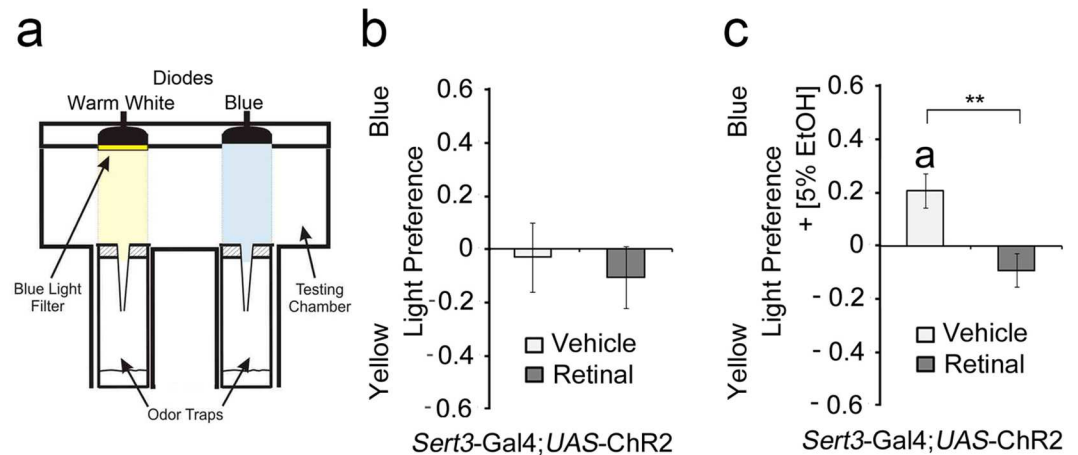 a
Diodes
Warm White Blue
Blue Light
Filter
Testing
Chamber
Odor Traps
b
Blue
Yellow
Light Preference
0.6
0.4
0.2
0
-0.2
-0.4
-0.6
Vehicle
Retinal
Sert3-Gal4;UAS-ChR2
c
Blue
Yellow
Light Preference
+ [5% EtOH]
0.6
0.4
0.2
0
-0.2
-0.4
-0.6
**
a
Vehicle
Retinal
Sert3-Gal4;UAS-ChR2